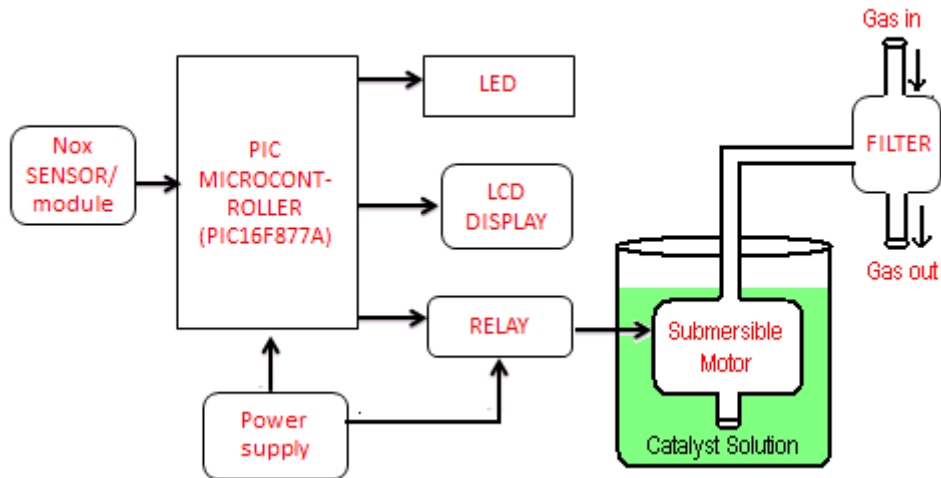 Gas in
LED
FILTER
Nox
SENSOR/
module
PIC
MICROCONT-
ROLLER
(PIC16F877A)
LCD
DISPLAY
Gas out
RELAY
Submersible
Motor
Power
supply
Catalyst Solution